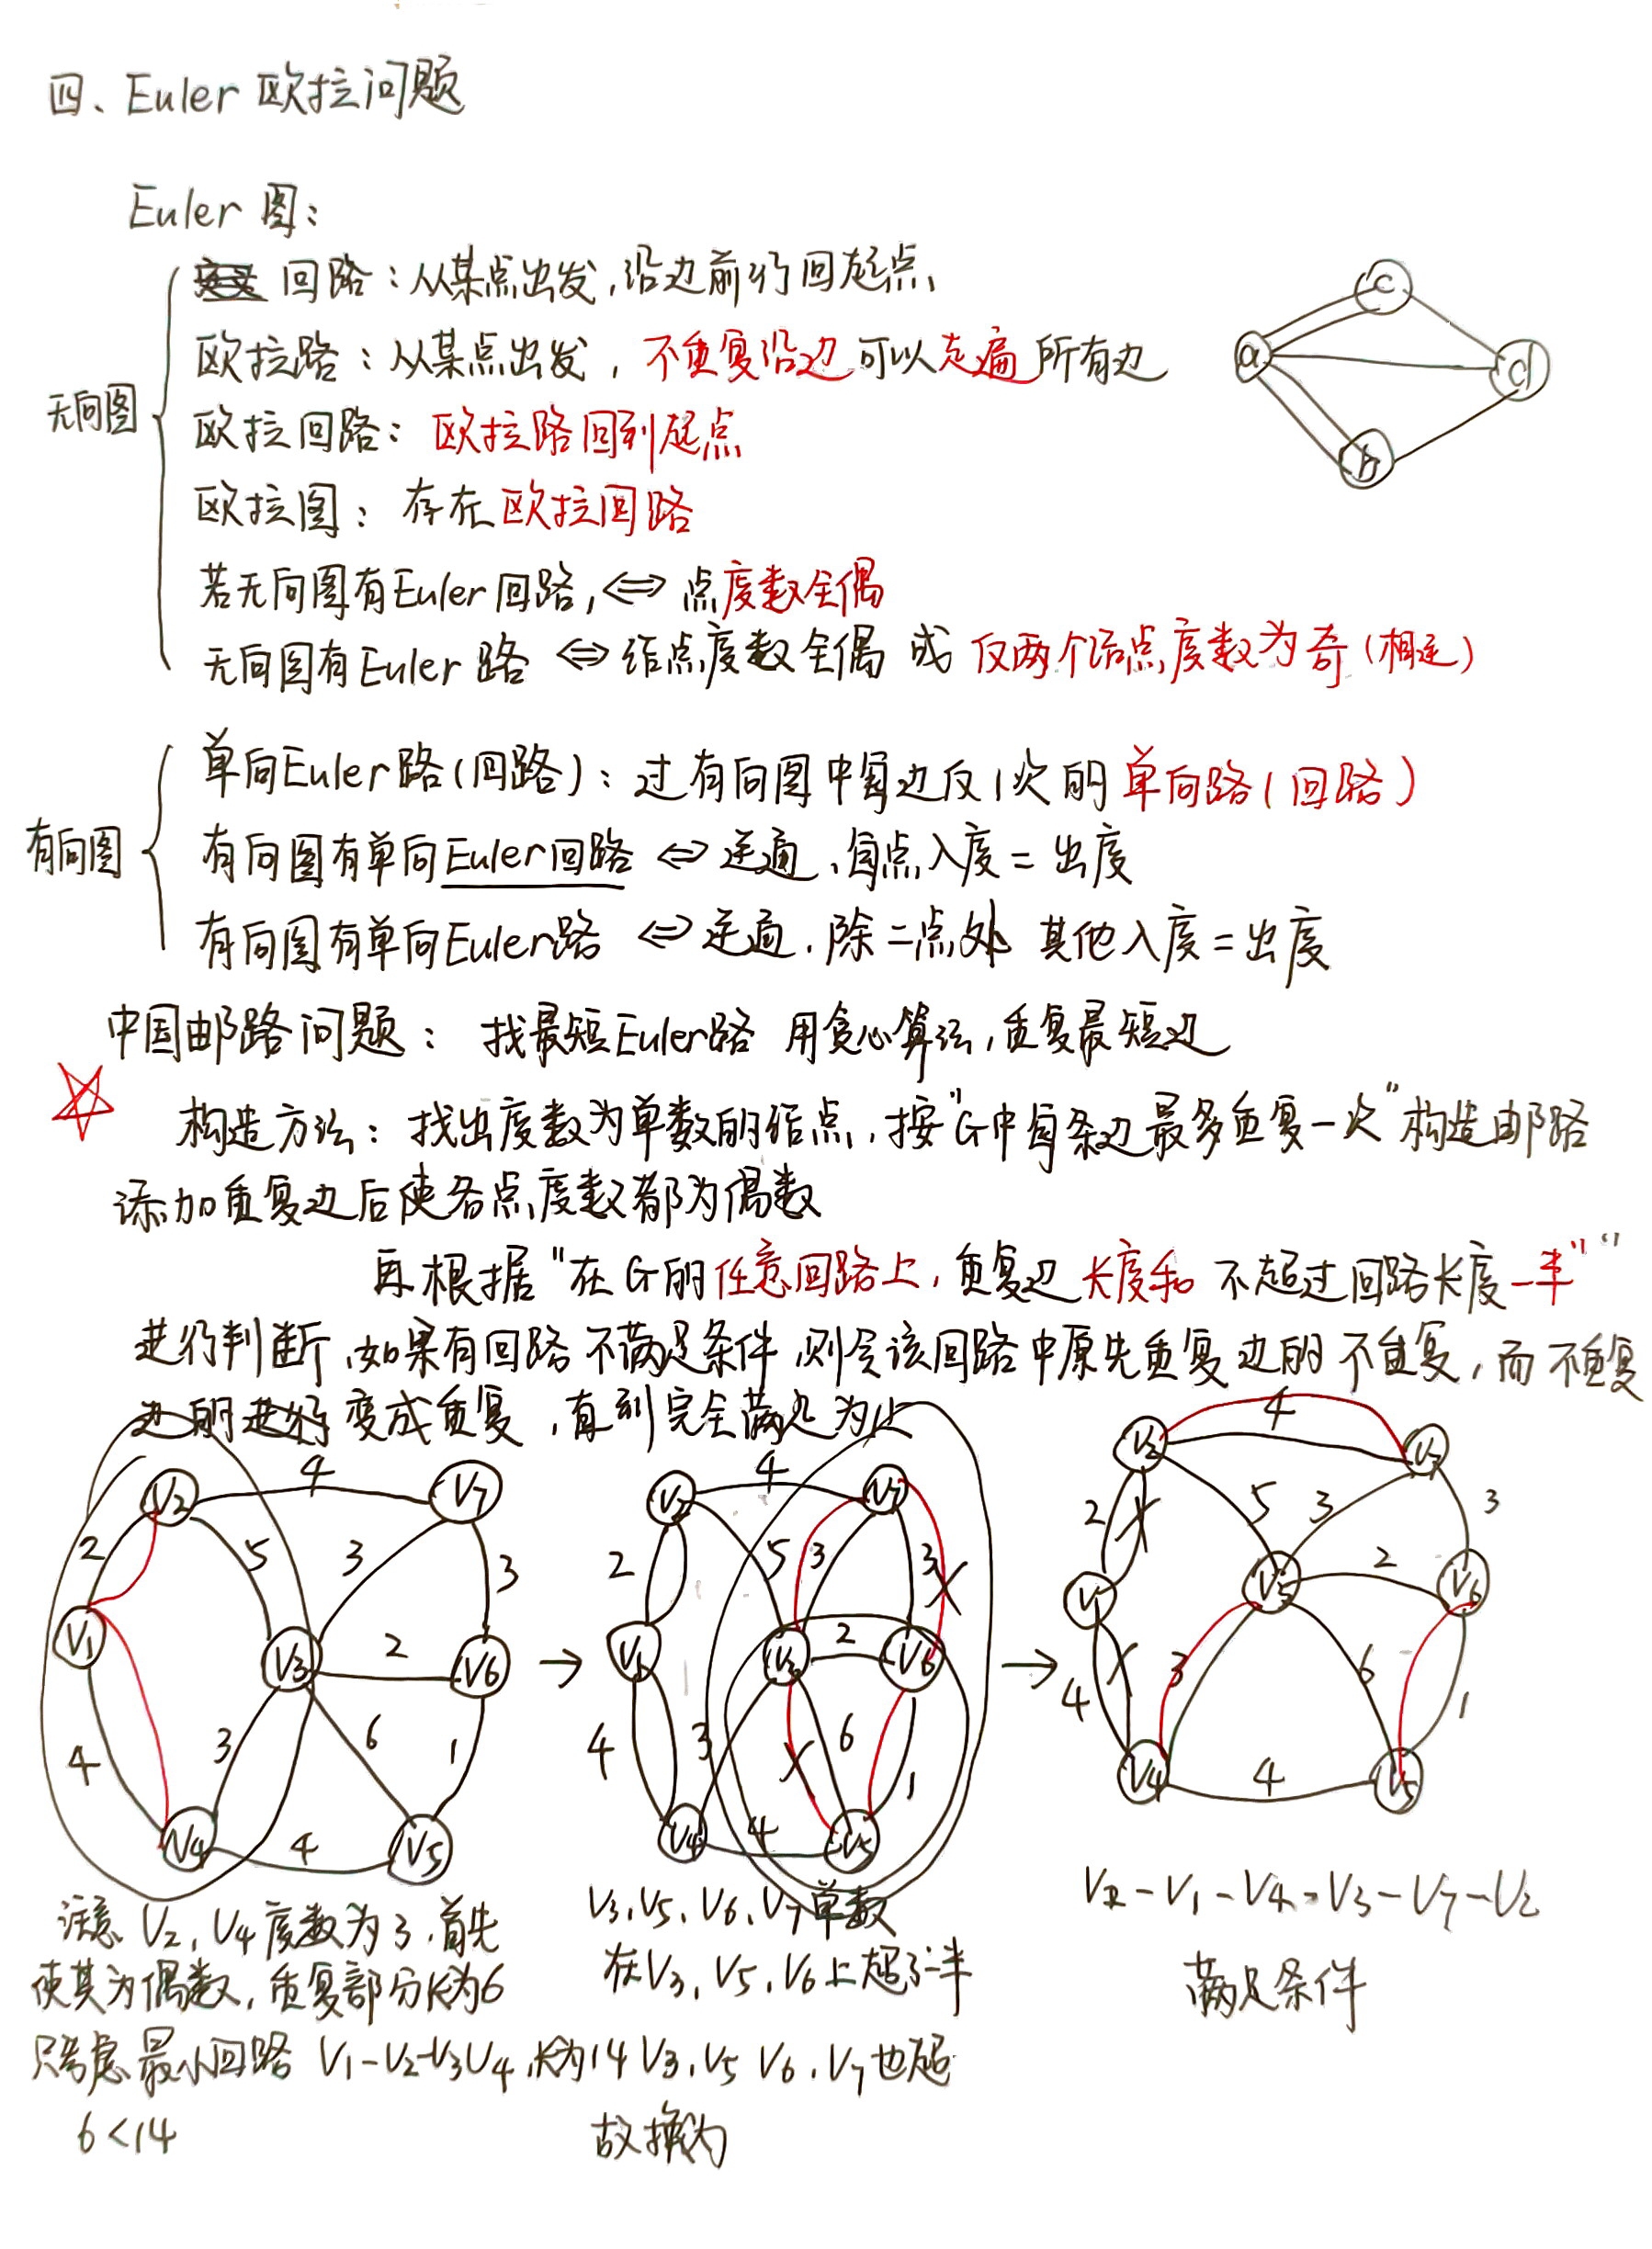 四、Euler 欧拉问题
Euler 图:
回路:从某点出发,沿边前行回起点、
欧拉路:从某点出发,不重复沿边可以走遍所有边
无向图
欧拉回路:欧拉路回到起点
欧拉图:存在欧拉回路
若无向图有Euler回路,⇔ 点度数全偶
无向图有Euler路 ⇔ 结点度数全偶 或 仅两个结点度数为奇(相连)
a
b
c
d
单向Euler路(回路):过有向图中每边仅1次的单向路(回路)
有向图
有向图有单向Euler回路 ⇔ 连通、每点入度=出度
有向图有单向Euler路 ⇔ 连通.除二点外 其他入度=出度
中国邮路问题: 找最短Euler路 用贪心算法,重复最短边
构造方法:找出度数为单数的结点,按"G中每条边最多重复一次"构造邮路
添加重复边后使各点度数都为偶数
再根据"在G的任意回路上,重复边长度和 不超过回路长度一半"
进行判断,如果有回路不满足条件,则令该回路中原先重复边的不重复,而不重复
边的变成重复,直到完全满足为止
V2 4 V7
2 5 3 3
V1 V3 2 V6
4 3 6 1
V4 4 V5
→
V2 4 V7
2 5 3 3
V1 V3 2 V6
4 3 6 1
V4 4 V5
→
V2 4 V7
2 5 3 3
V1 V3 2 V6
4 3 6 1
V4 4 V5
注意 V2,V4度数为3.首先
使其为偶数,重复部分长为6
只考虑最小回路 V1-V2-V3V4,长为14
6<14
V3、V5、V6、V7单数
在V3,V5,V6上超了一半
V3,V5 V6,V7也超
故换为
V2-V1-V4-V3-V7-V2
满足条件